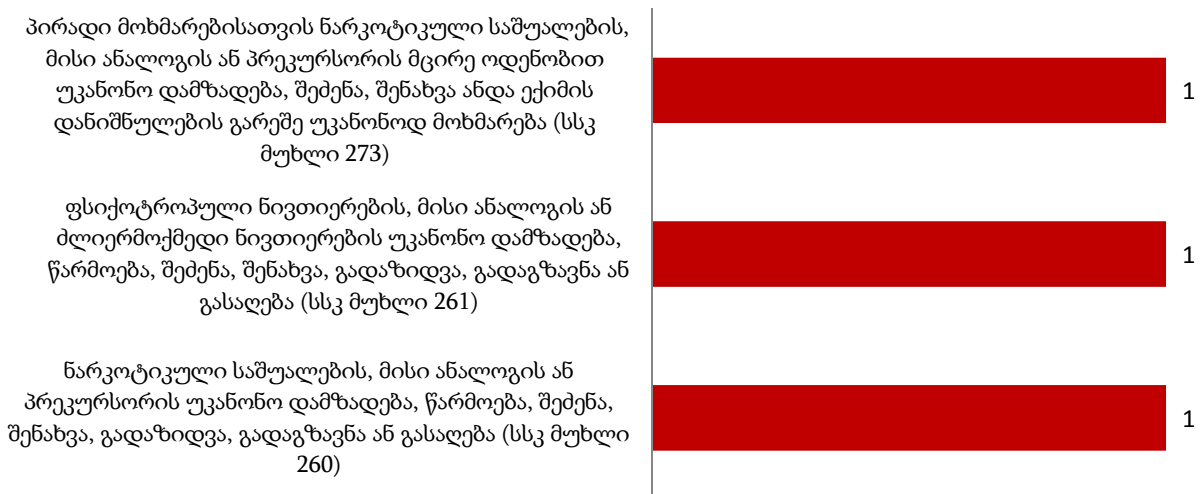 პირადი მოხმარებისათვის ნარკოტიკული საშუალების,
მისი ანალოგის ან პრეკურსორის მცირე ოდენობით
უკანონო დამზადება, შეძენა, შენახვა ანდა ექიმის
დანიშნულების გარეშე უკანონოდ მოხმარება (სსკ
მუხლი 273)
1
ფსიქოტროპული ნივთიერების, მისი ანალოგის ან
ძლიერმოქმედი ნივთიერების უკანონო დამზადება,
წარმოება, შეძენა, შენახვა, გადაზიდვა, გადაგზავნა ან
გასაღება (სსკ მუხლი 261)
1
ნარკოტიკული საშუალების, მისი ანალოგის ან
პრეკურსორის უკანონო დამზადება, წარმოება, შეძენა,
შენახვა, გადაზიდვა, გადაგზავნა ან გასაღება (სსკ მუხლი
260)
1